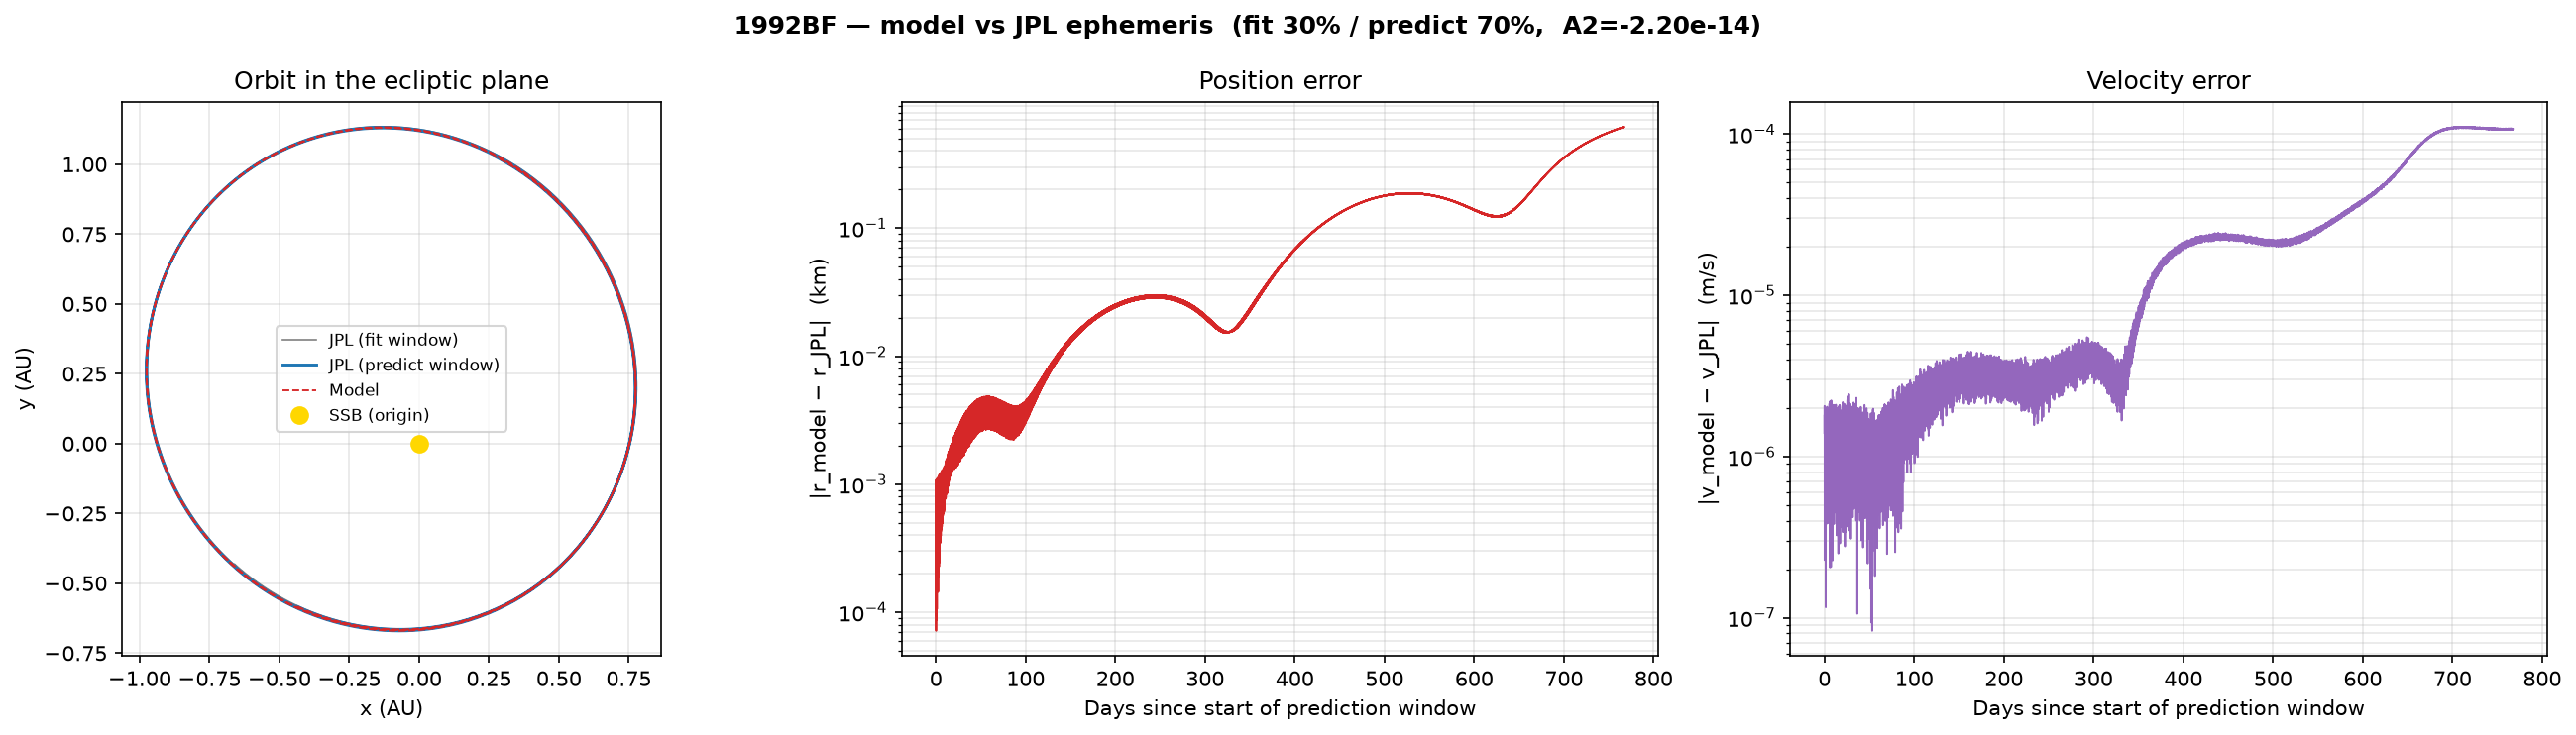 1992BF — model vs JPL ephemeris  (fit 30% / predict 70%,  A2=-2.20e-14)
Orbit in the ecliptic plane
y (AU)
1.00
0.75
0.50
0.25
0.00
−0.25
−0.50
−0.75
JPL (fit window)
JPL (predict window)
Model
SSB (origin)
−1.00 −0.75 −0.50 −0.25 0.00 0.25 0.50 0.75
x (AU)
Position error
|r_model − r_JPL|  (km)
10⁻¹
10⁻²
10⁻³
10⁻⁴
0 100 200 300 400 500 600 700 800
Days since start of prediction window
Velocity error
|v_model − v_JPL|  (m/s)
10⁻⁴
10⁻⁵
10⁻⁶
10⁻⁷
0 100 200 300 400 500 600 700 800
Days since start of prediction window